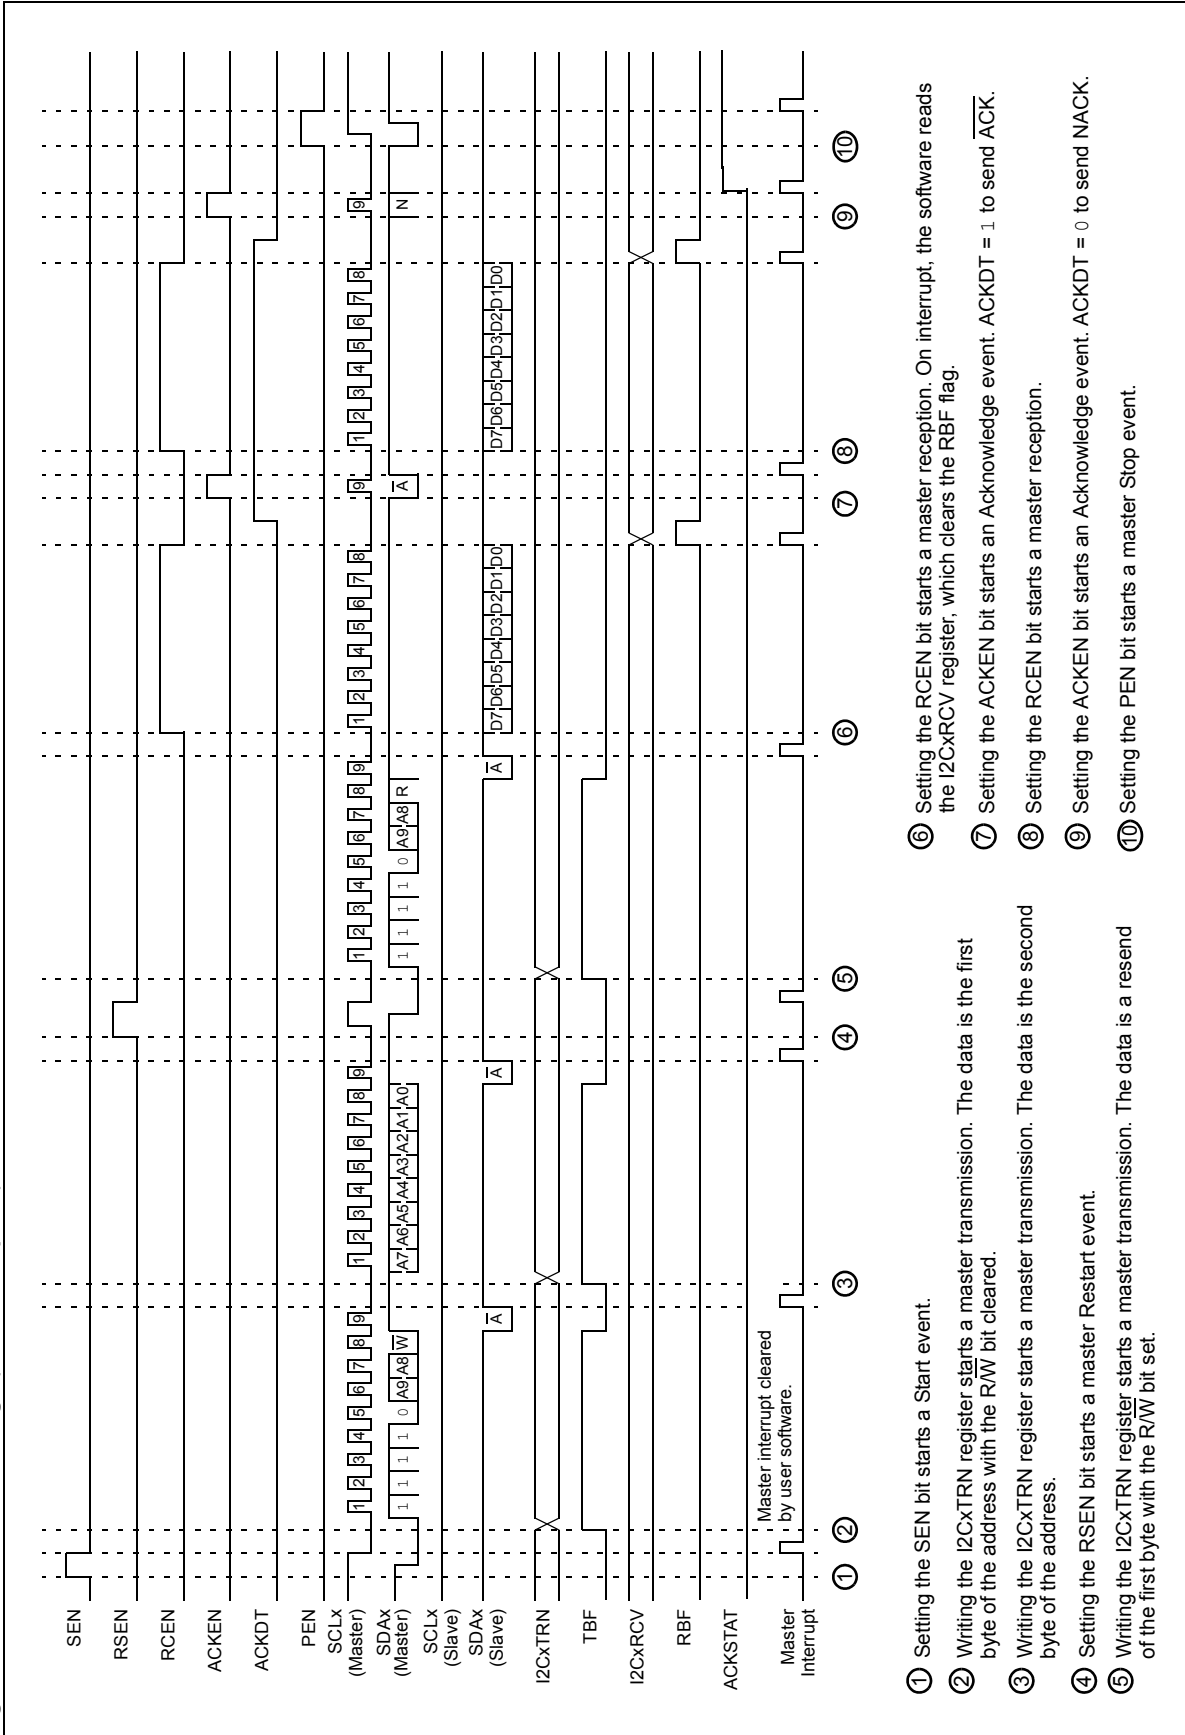 SEN
RSEN
RCEN
ACKEN
ACKDT
PEN
SCLx
(Master)
1 2 3 4 5 6 7 8 9 1 2 3 4 5 6 7 8 9 1 2 3 4 5 6 7 8 9 1 2 3 4 5 6 7 8 9 1 2 3 4 5 6 7 8 9
SDAx
(Master)
1 1 1 1 0 A9 A8 W A7 A6 A5 A4 A3 A2 A1 A0 1 1 1 1 0 A9 A8 R A N
SCLx
(Slave)
SDAx
(Slave)
A A A D7 D6 D5 D4 D3 D2 D1 D0 D7 D6 D5 D4 D3 D2 D1 D0
I2CxTRN
TBF
I2CxRCV
RBF
ACKSTAT
Master interrupt cleared
by user software.
Master
Interrupt
1 2 3 4 5 6 7 8 9 10
1 Setting the SEN bit starts a Start event.
2 Writing the I2CxTRN register starts a master transmission. The data is the first
byte of the address with the R/W bit cleared.
3 Writing the I2CxTRN register starts a master transmission. The data is the second
byte of the address.
4 Setting the RSEN bit starts a master Restart event.
5 Writing the I2CxTRN register starts a master transmission. The data is a resend
of the first byte with the R/W bit set.
6 Setting the RCEN bit starts a master reception. On interrupt, the software reads
the I2CxRCV register, which clears the RBF flag.
7 Setting the ACKEN bit starts an Acknowledge event. ACKDT = 1 to send ACK.
8 Setting the RCEN bit starts a master reception.
9 Setting the ACKEN bit starts an Acknowledge event. ACKDT = 0 to send NACK.
10 Setting the PEN bit starts a master Stop event.